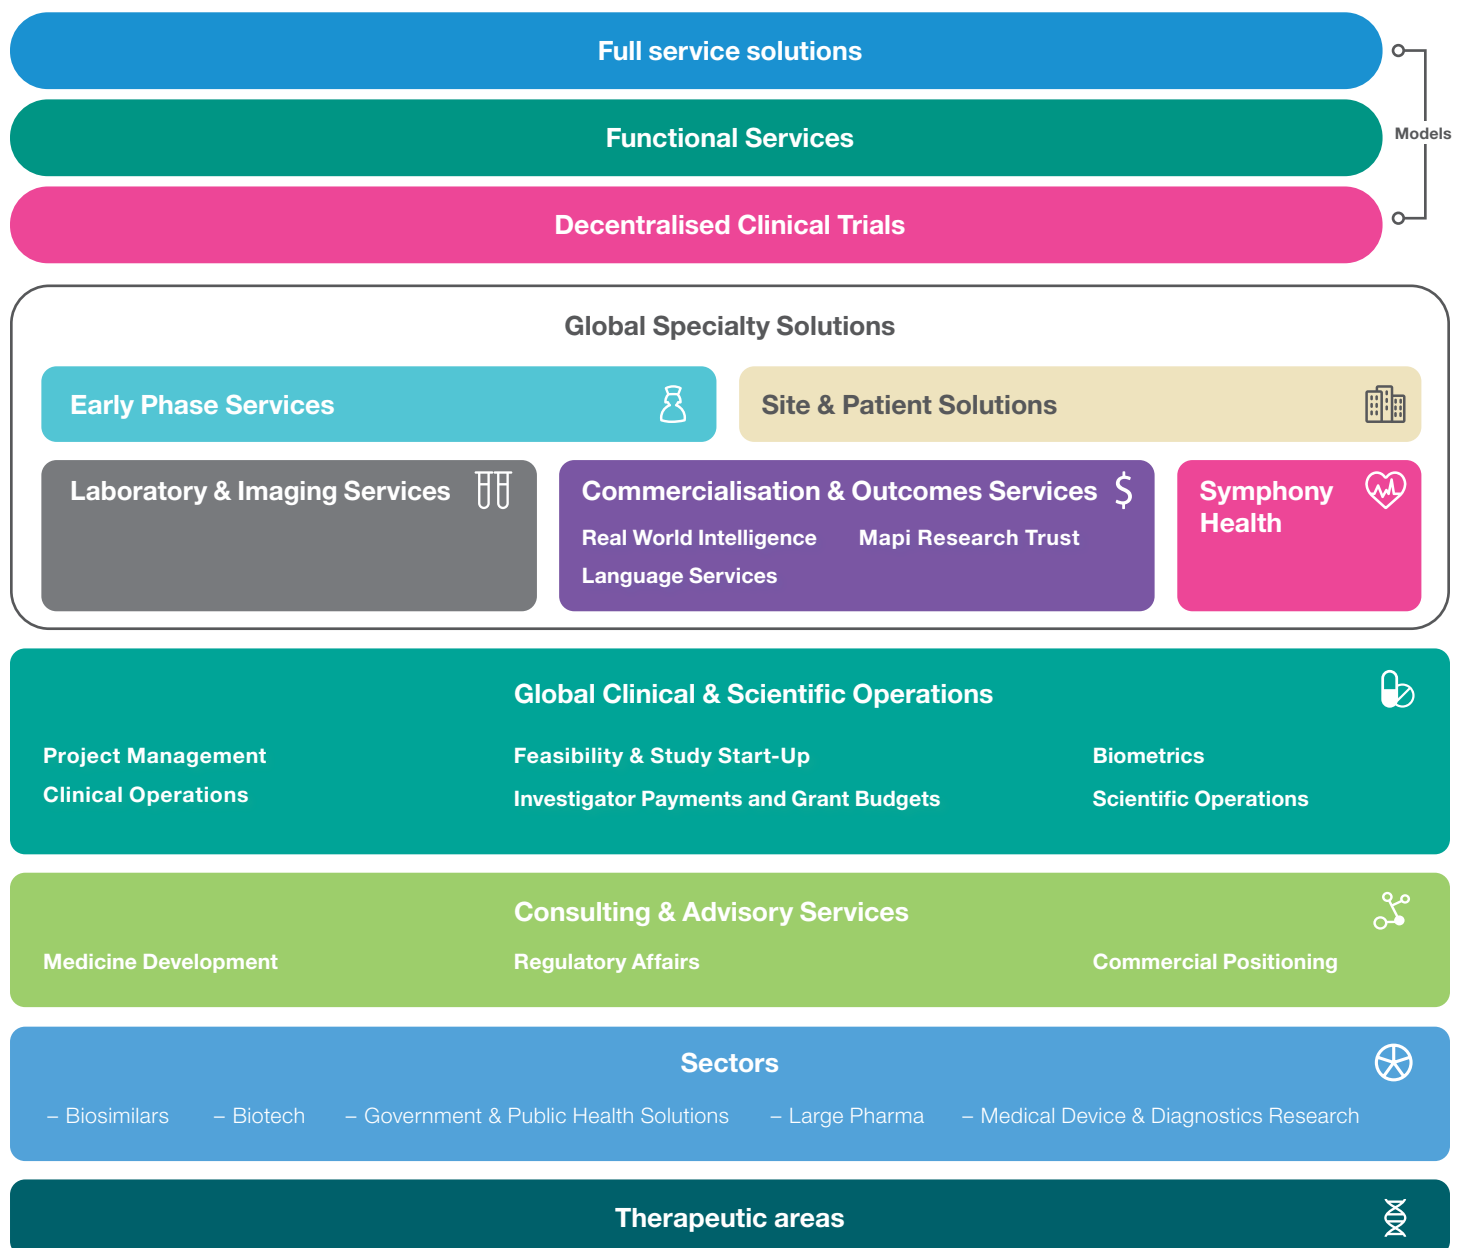 Full service solutions
Functional Services
Models
Decentralised Clinical Trials
Global Specialty Solutions
Early Phase Services
Site & Patient Solutions
Laboratory & Imaging Services
Commercialisation & Outcomes Services
Real World Intelligence
Mapi Research Trust
Language Services
Symphony
Health
Global Clinical & Scientific Operations
Project Management
Clinical Operations
Feasibility & Study Start-Up
Investigator Payments and Grant Budgets
Biometrics
Scientific Operations
Consulting & Advisory Services
Medicine Development
Regulatory Affairs
Commercial Positioning
Sectors
– Biosimilars
– Biotech
– Government & Public Health Solutions
– Large Pharma
– Medical Device & Diagnostics Research
Therapeutic areas